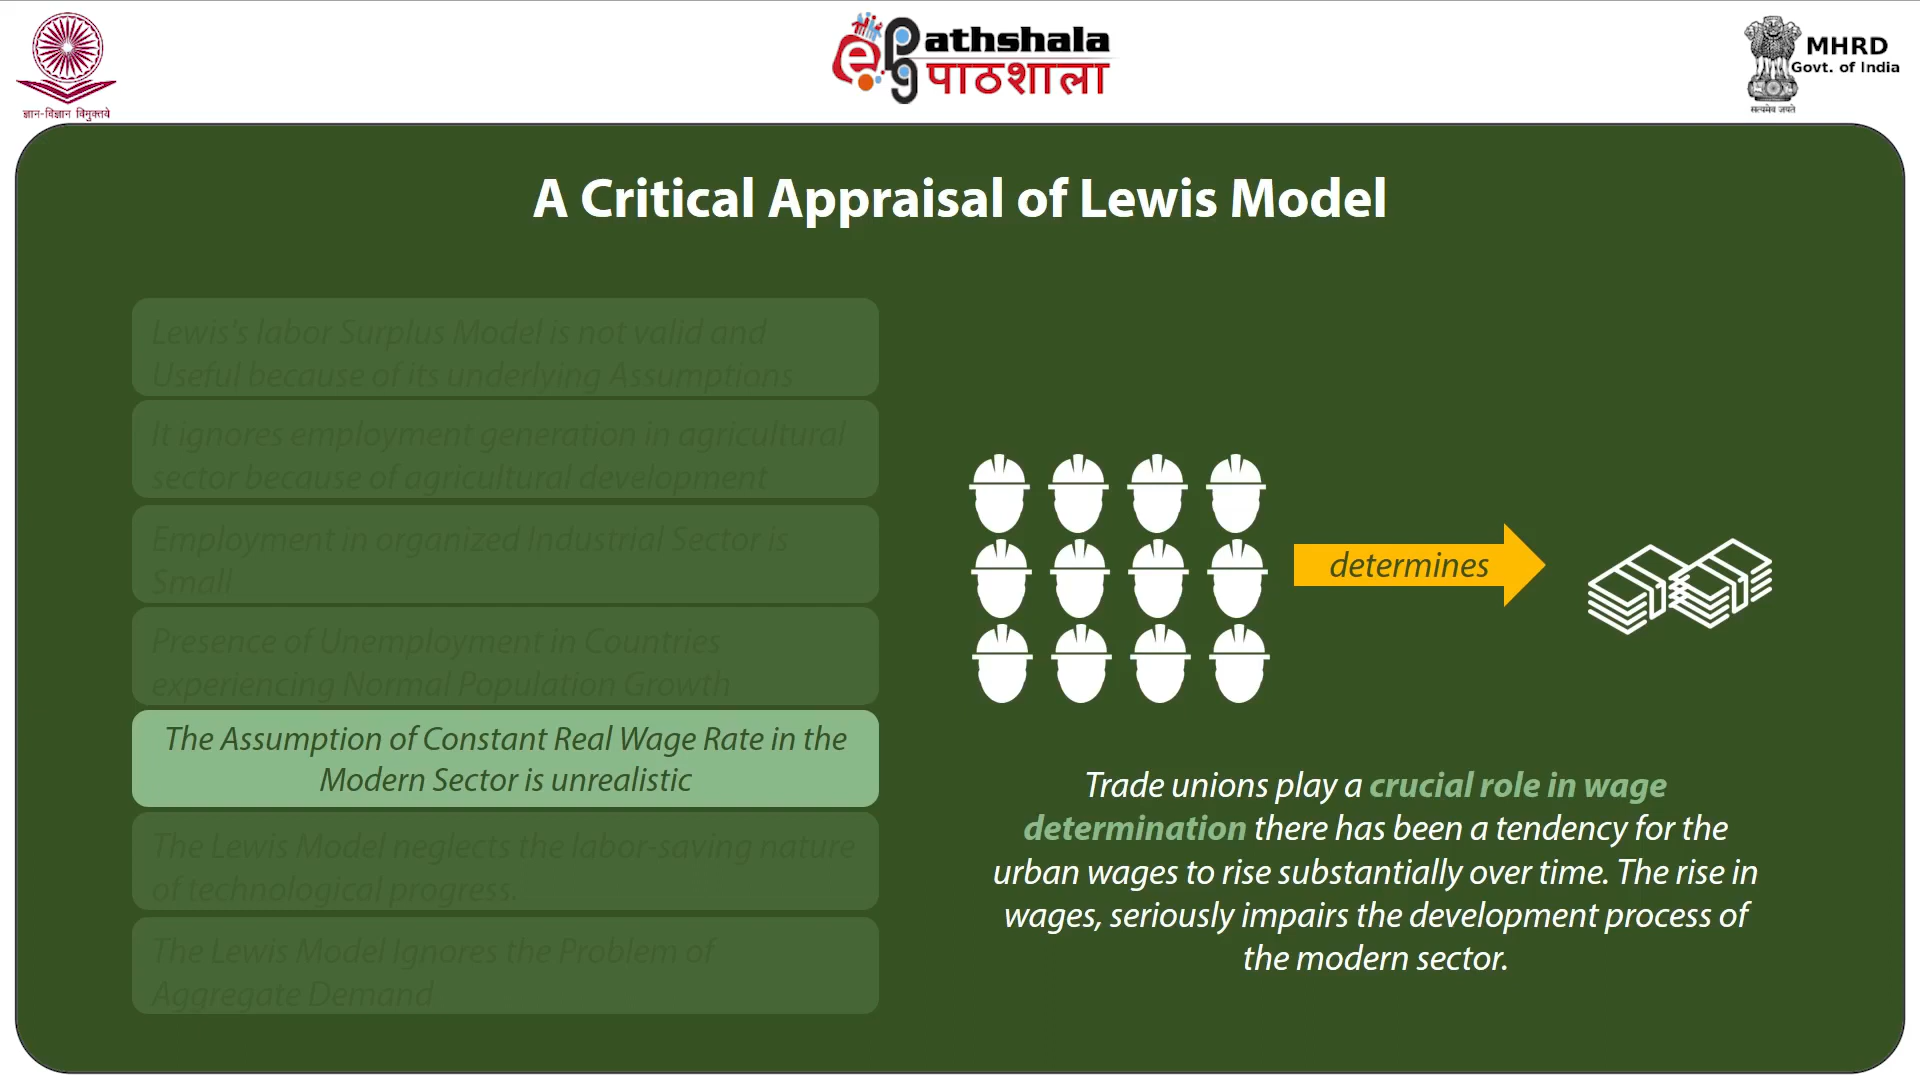 ज्ञान-विज्ञान विमुक्तये
e
pg
athshala
पाठशाला
MHRD
Govt. of India
सत्यमेव जयते
A Critical Appraisal of Lewis Model
Lewis's labor Surplus Model is not valid and
Useful because of its underlying Assumptions
It ignores employment generation in agricultural
sector because of agricultural development
Employment in organized Industrial Sector is
Small
Presence of Unemployment in Countries
experiencing Normal Population Growth
The Assumption of Constant Real Wage Rate in the
Modern Sector is unrealistic
The Lewis Model neglects the labor-saving nature
of technological progress.
The Lewis Model Ignores the Problem of
Aggregate Demand
determines
Trade unions play a crucial role in wage
determination there has been a tendency for the
urban wages to rise substantially over time. The rise in
wages, seriously impairs the development process of
the modern sector.